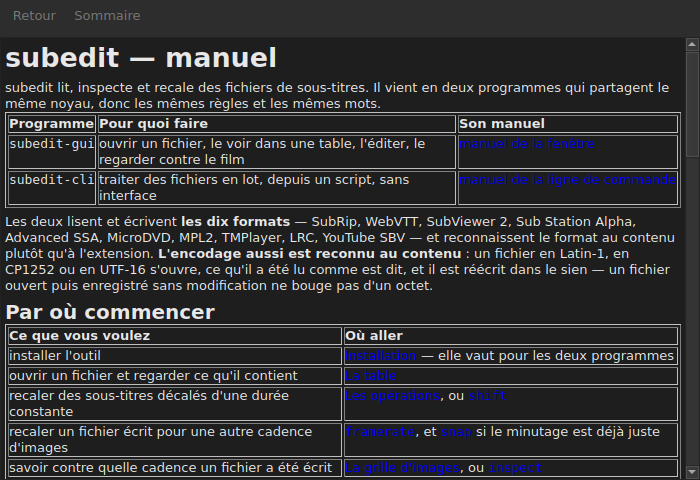 Retour Sommaire
subedit — manuel
subedit lit, inspecte et recale des fichiers de sous-titres. Il vient en deux programmes qui partagent le
même noyau, donc les mêmes règles et les mêmes mots.
Programme Pour quoi faire Son manuel
subedit-gui ouvrir un fichier, le voir dans une table, l'éditer, le manuel de la fenêtre
regarder contre le film
subedit-cli traiter des fichiers en lot, depuis un script, sans manuel de la ligne de commande
interface
Les deux lisent et écrivent les dix formats — SubRip, WebVTT, SubViewer 2, Sub Station Alpha,
Advanced SSA, MicroDVD, MPL2, TMPlayer, LRC, YouTube SBV — et reconnaissent le format au contenu
plutôt qu'à l'extension. L'encodage aussi est reconnu au contenu : un fichier en Latin-1, en
CP1252 ou en UTF-16 s'ouvre, ce qu'il a été lu comme est dit, et il est réécrit dans le sien — un fichier
ouvert puis enregistré sans modification ne bouge pas d'un octet.
Par où commencer
Ce que vous voulez Où aller
installer l'outil Installation — elle vaut pour les deux programmes
ouvrir un fichier et regarder ce qu'il contient La table
recaler des sous-titres décalés d'une durée Les opérations, ou shift
constante
recaler un fichier écrit pour une autre cadence framerate, et snap si le minutage est déjà juste
d'images
savoir contre quelle cadence un fichier a été écrit La grille d'images, ou inspect